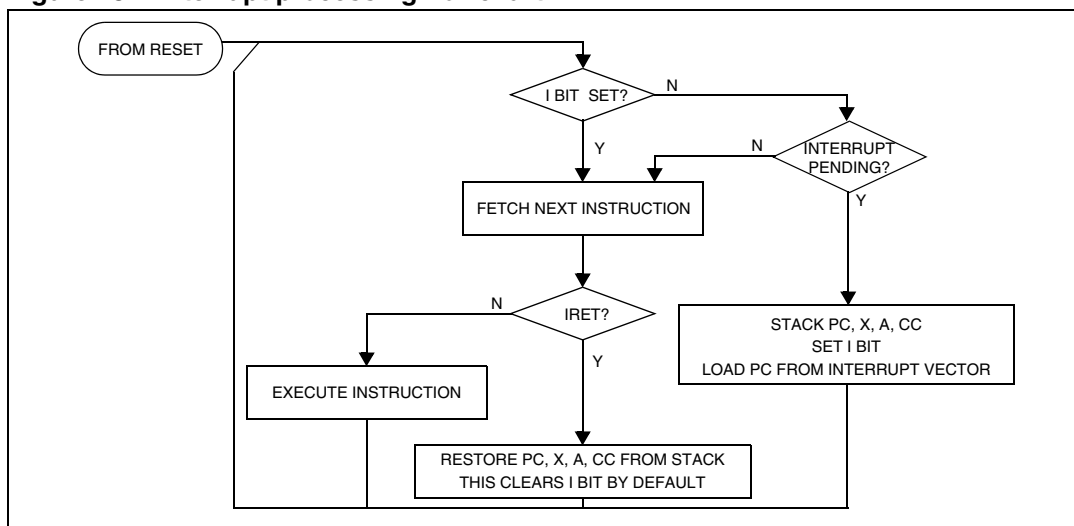 FROM RESET
I BIT SET?
N
Y
INTERRUPT
PENDING?
N
Y
FETCH NEXT INSTRUCTION
IRET?
N
Y
STACK PC, X, A, CC
SET I BIT
LOAD PC FROM INTERRUPT VECTOR
EXECUTE INSTRUCTION
RESTORE PC, X, A, CC FROM STACK
THIS CLEARS I BIT BY DEFAULT